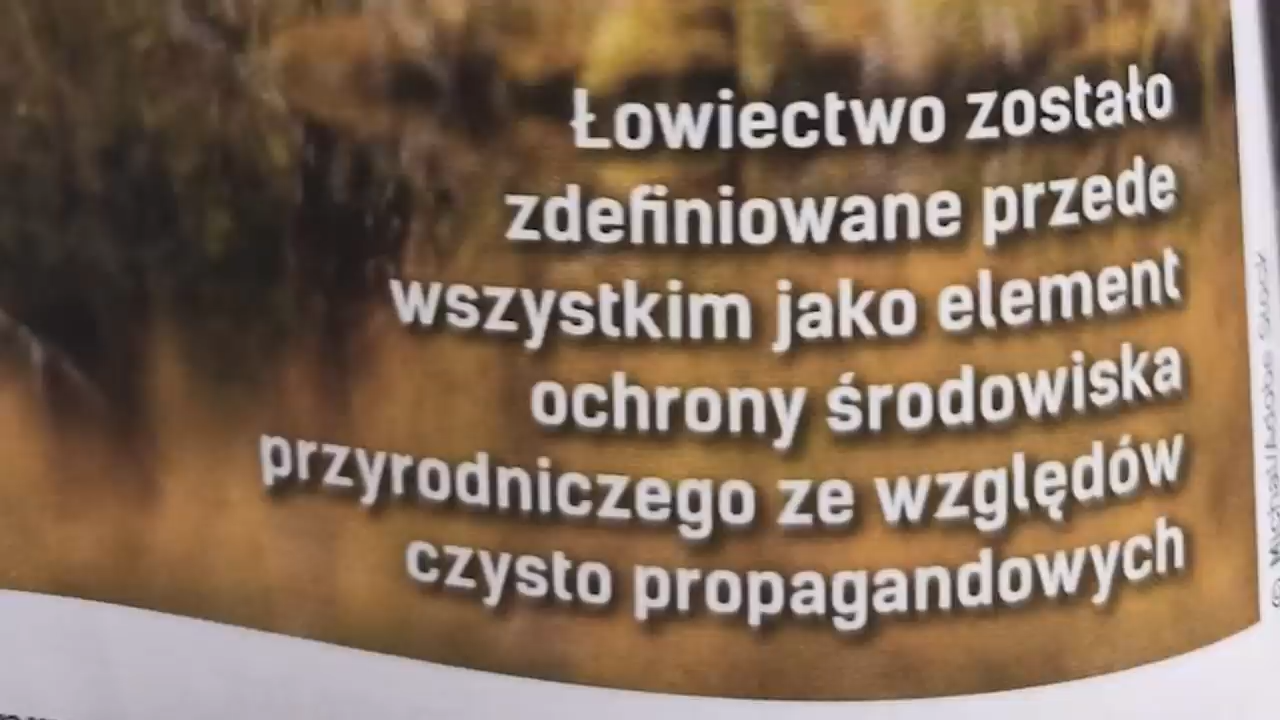 Łowiectwo zostało
zdefiniowane przede
wszystkim jako element
ochrony środowiska
przyrodniczego ze względów
czysto propagandowych